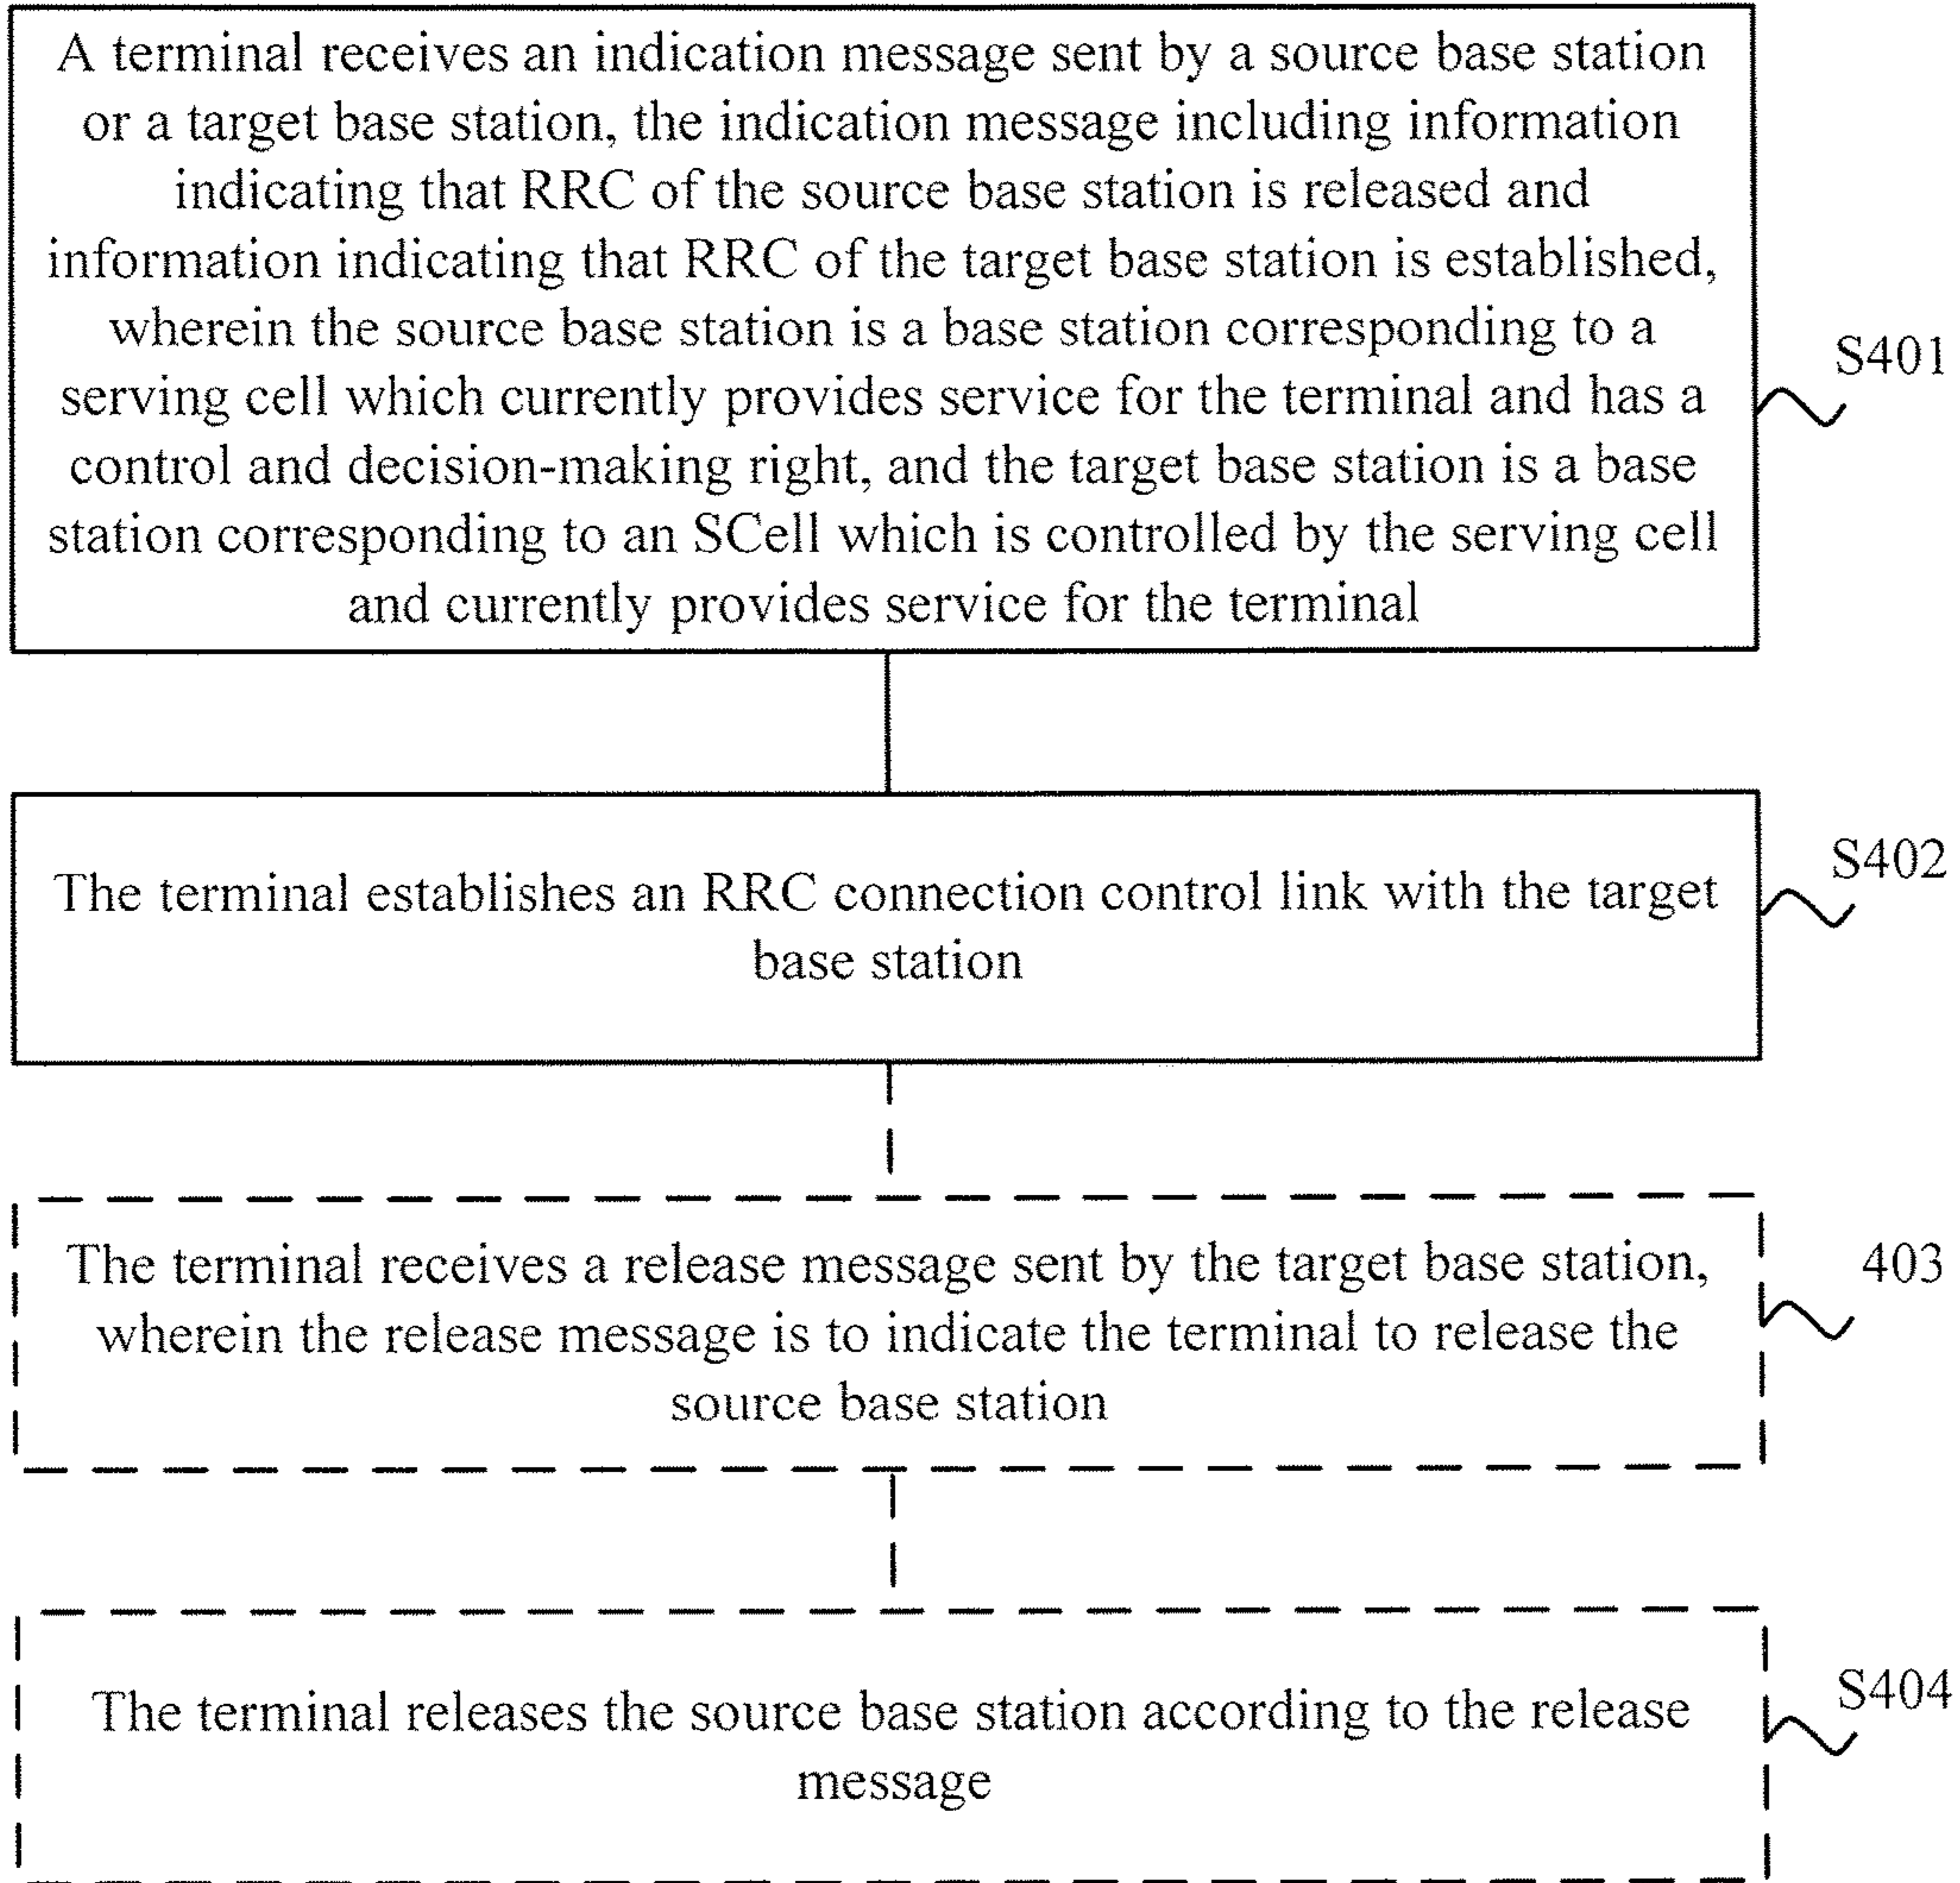 A terminal receives an indication message sent by a source base station
or a target base station, the indication message including information
indicating that RRC of the source base station is released and
information indicating that RRC of the target base station is established,
wherein the source base station is a base station corresponding to a
serving cell which currently provides service for the terminal and has a
control and decision-making right, and the target base station is a base
station corresponding to an SCell which is controlled by the serving cell
and currently provides service for the terminal
S401
The terminal establishes an RRC connection control link with the target
base station
S402
The terminal receives a release message sent by the target base station,
wherein the release message is to indicate the terminal to release the
source base station
403
The terminal releases the source base station according to the release
message
S404